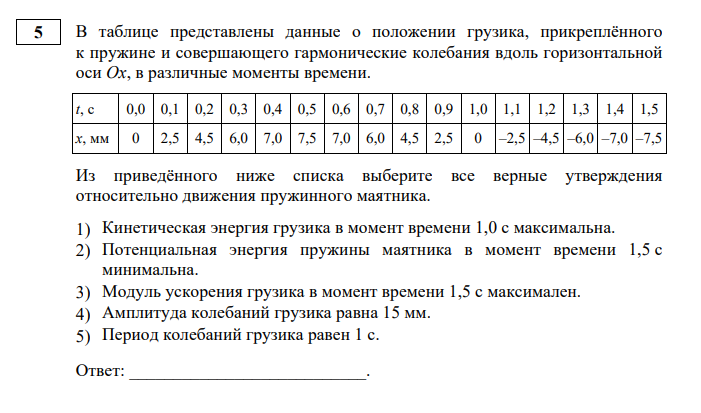 5
В таблице представлены данные о положении грузика, прикреплённого
к пружине и совершающего гармонические колебания вдоль горизонтальной
оси Ox, в различные моменты времени.
t, с 0,0 0,1 0,2 0,3 0,4 0,5 0,6 0,7 0,8 0,9 1,0 1,1 1,2 1,3 1,4 1,5
x, мм 0 2,5 4,5 6,0 7,0 7,5 7,0 6,0 4,5 2,5 0 –2,5 –4,5 –6,0 –7,0 –7,5
Из приведённого ниже списка выберите все верные утверждения
относительно движения пружинного маятника.
1) Кинетическая энергия грузика в момент времени 1,0 с максимальна.
2) Потенциальная энергия пружины маятника в момент времени 1,5 с
минимальна.
3) Модуль ускорения грузика в момент времени 1,5 с максимален.
4) Амплитуда колебаний грузика равна 15 мм.
5) Период колебаний грузика равен 1 с.
Ответ: ___________________________.